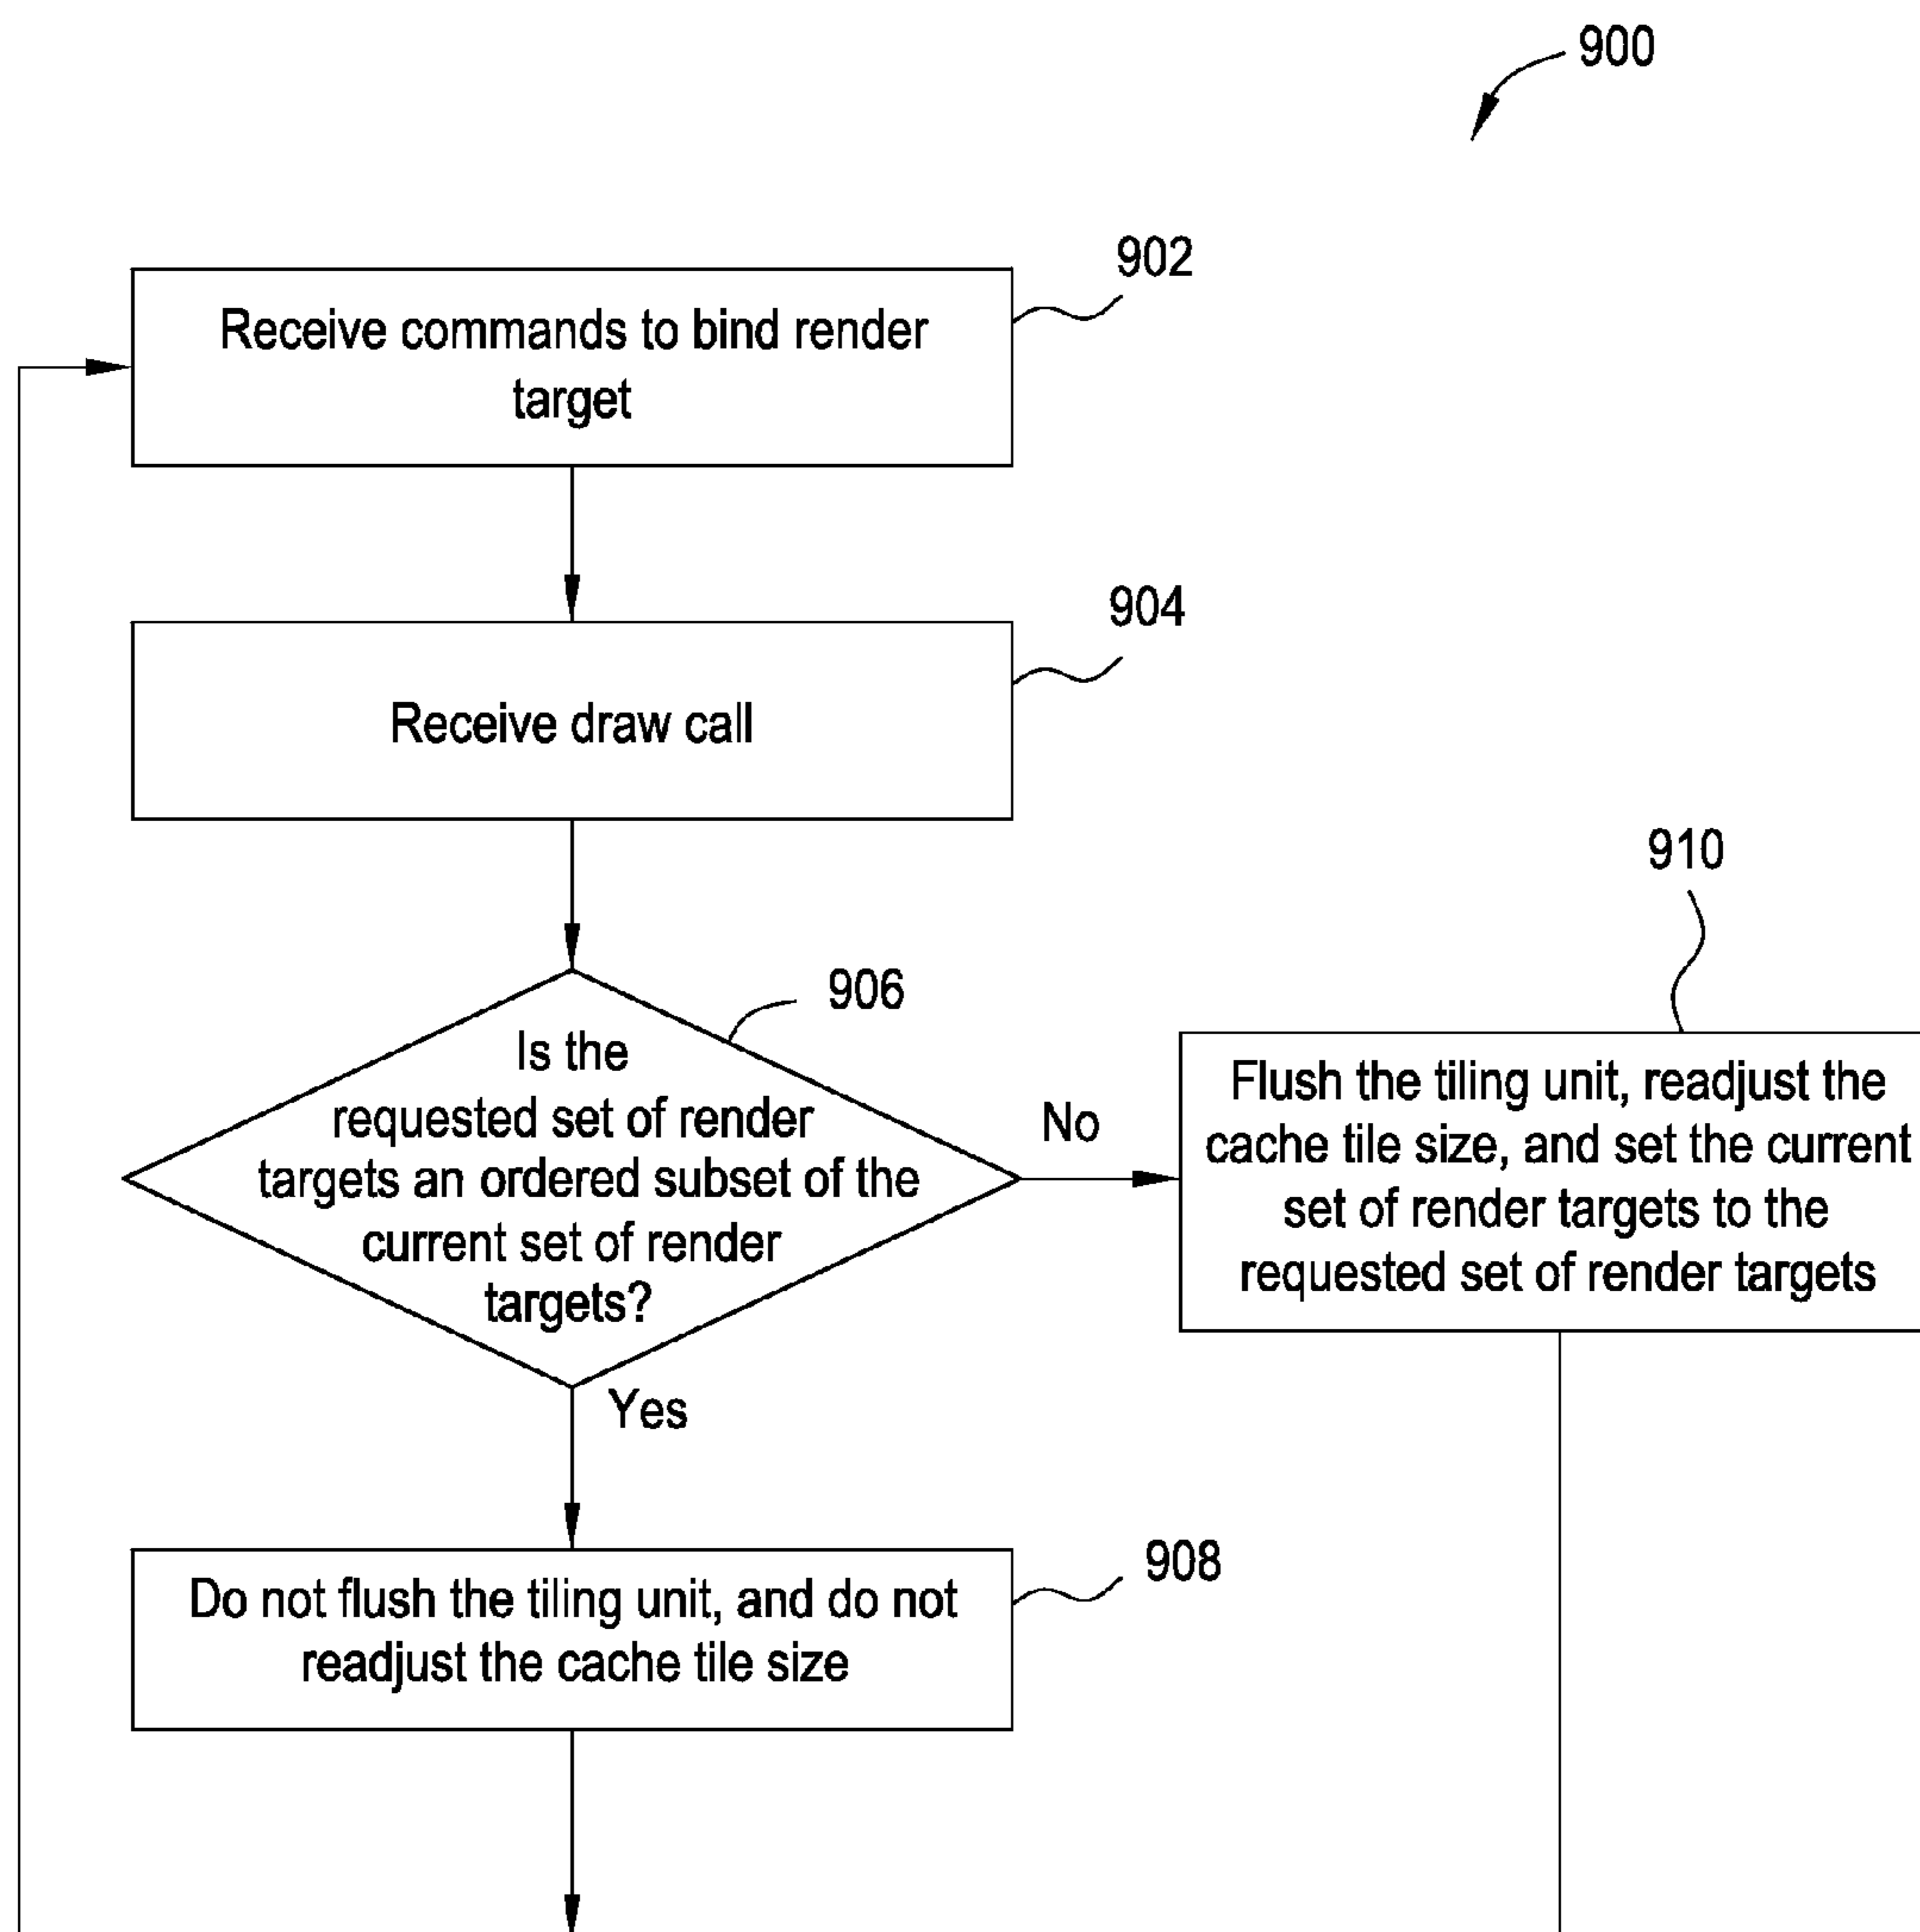 900
902
Receive commands to bind render
target
904
Receive draw call
906
Is the
requested set of render
targets an ordered subset of the
current set of render
targets?
No
910
Flush the tiling unit, readjust the
cache tile size, and set the current
set of render targets to the
requested set of render targets
Yes
908
Do not flush the tiling unit, and do not
readjust the cache tile size